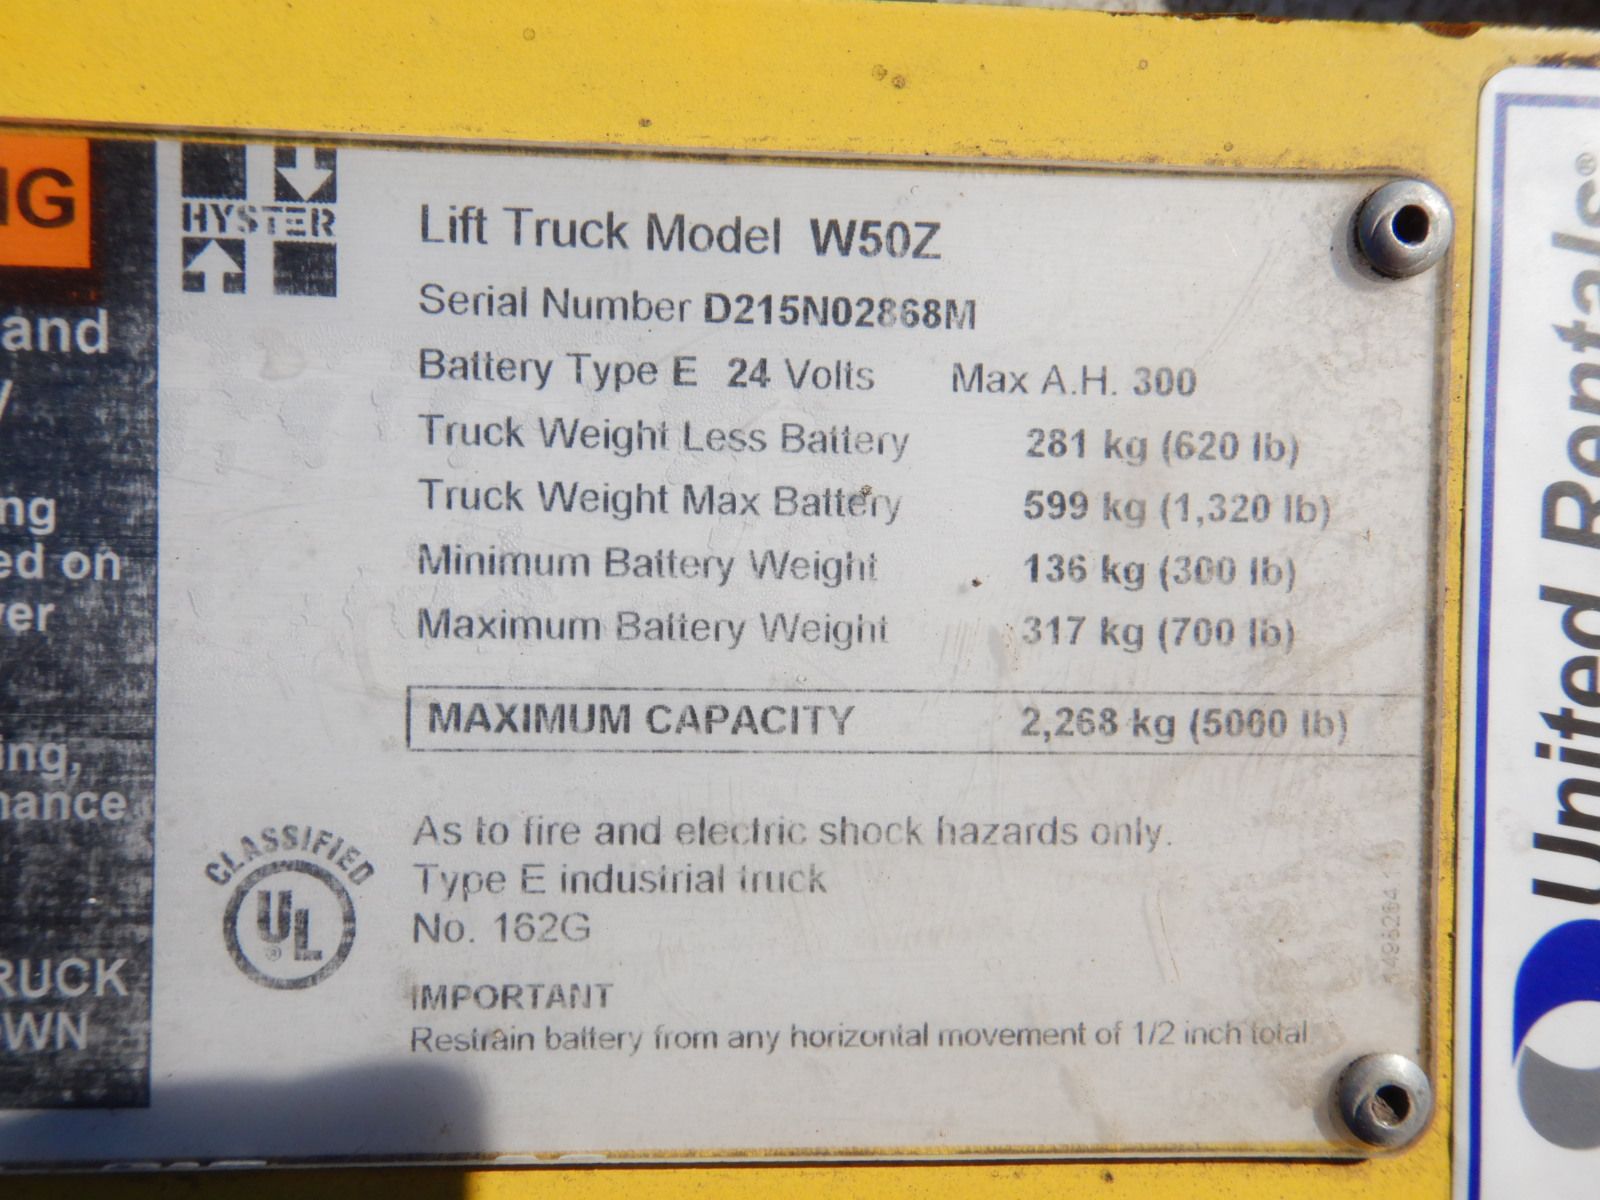 NG
and
y
ng
ed on
ver
ing,
nance
RUCK
OWN
HYSTER
Lift Truck Model W50Z
Serial Number D215N02868M
Battery Type E 24 Volts Max A.H. 300
Truck Weight Less Battery 281 kg (620 lb)
Truck Weight Max Battery 599 kg (1,320 lb)
Minimum Battery Weight 136 kg (300 lb)
Maximum Battery Weight 317 kg (700 lb)
MAXIMUM CAPACITY 2,268 kg (5000 lb)
CLASSIFIED
UL®
As to fire and electric shock hazards only.
Type E industrial truck
No. 162G
IMPORTANT
Restrain battery from any horizontal movement of 1/2 inch total
United Rentals®